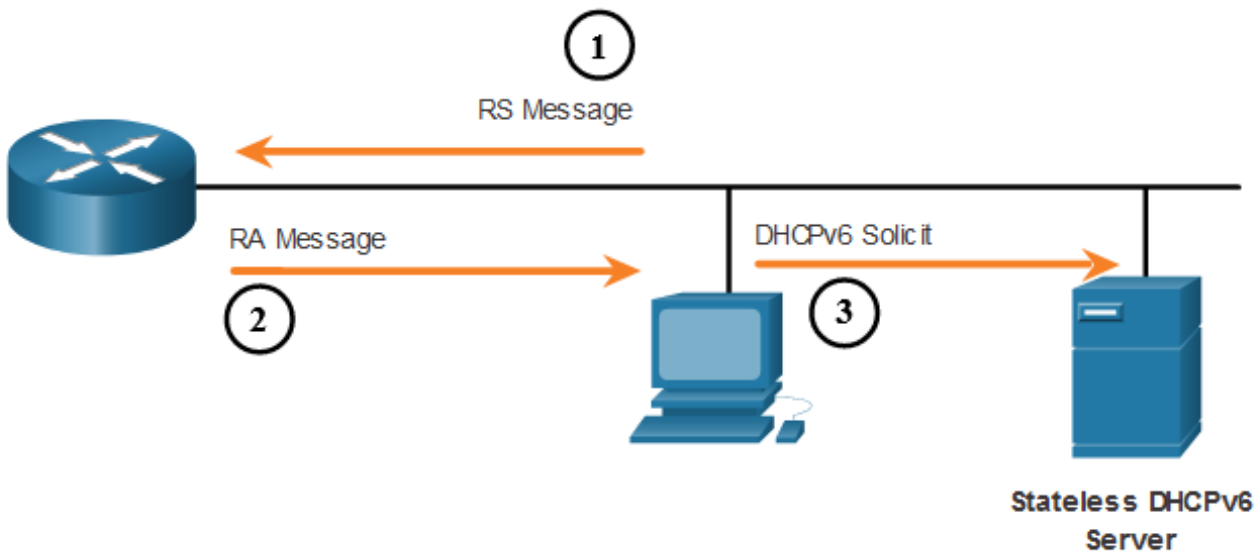 1
RS Message
RA Message
2
DHCPv6 Solicit
3
Stateless DHCPv6
Server